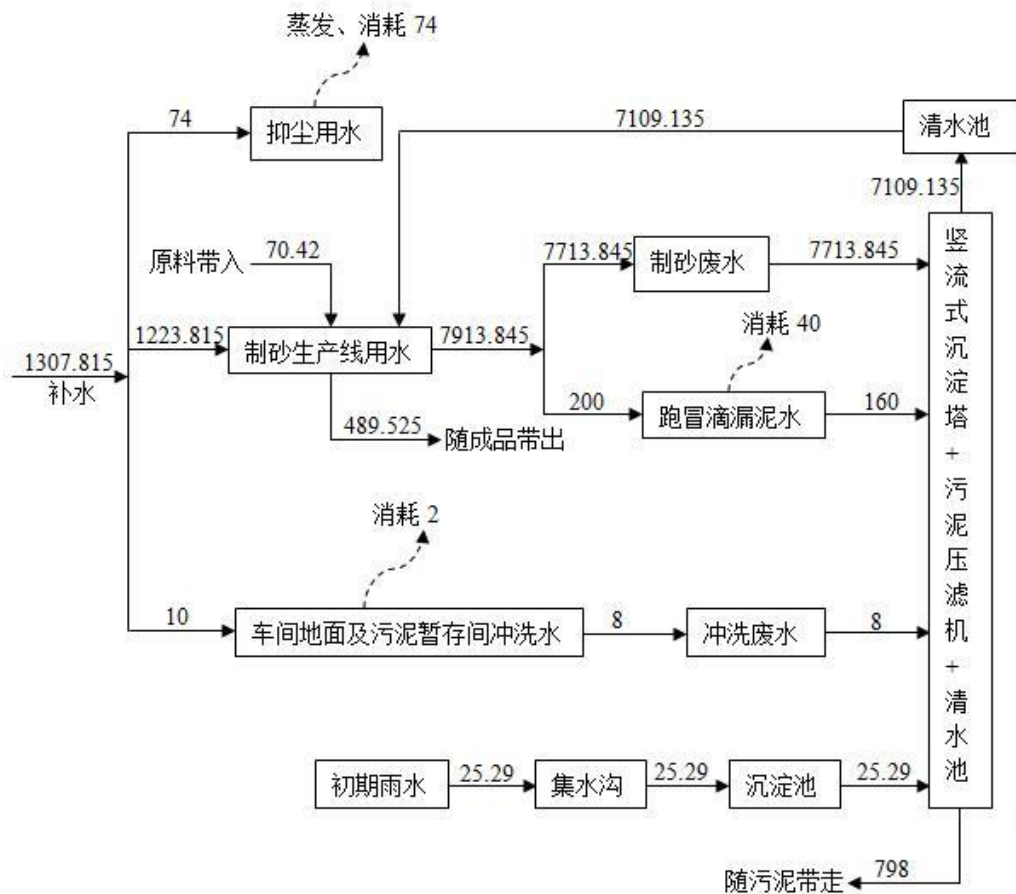 蒸发、消耗 74
74
抑尘用水
7109.135
清水池
7109.135
原料带入
70.42
7713.845
制砂废水
7713.845
1223.815
制砂生产线用水
7913.845
消耗 40
1307.815
补水
200
跑冒滴漏泥水
160
489.525
随成品带出
竖流式沉淀塔+污泥压滤机+清水池
消耗 2
10
车间地面及污泥暂存间冲洗水
8
冲洗废水
8
初期雨水
25.29
集水沟
25.29
沉淀池
25.29
随污泥带走
798